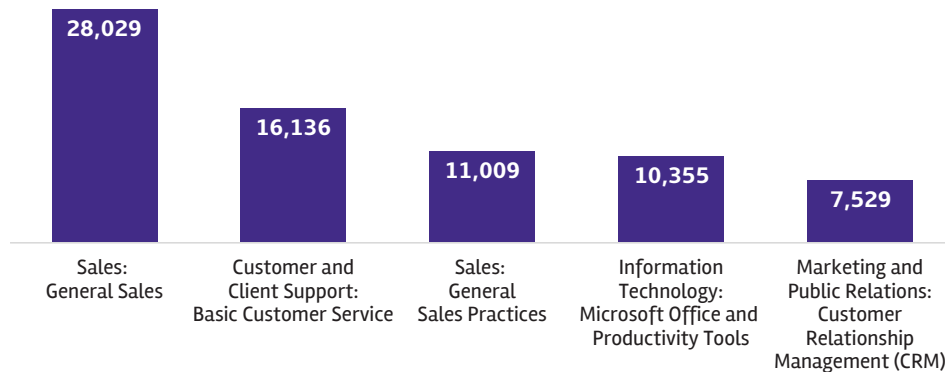 28,029
16,136
11,009
10,355
7,529
Sales:
General Sales
Customer and
Client Support:
Basic Customer Service
Sales:
General
Sales Practices
Information
Technology:
Microsoft Office and
Productivity Tools
Marketing and
Public Relations:
Customer
Relationship
Management (CRM)